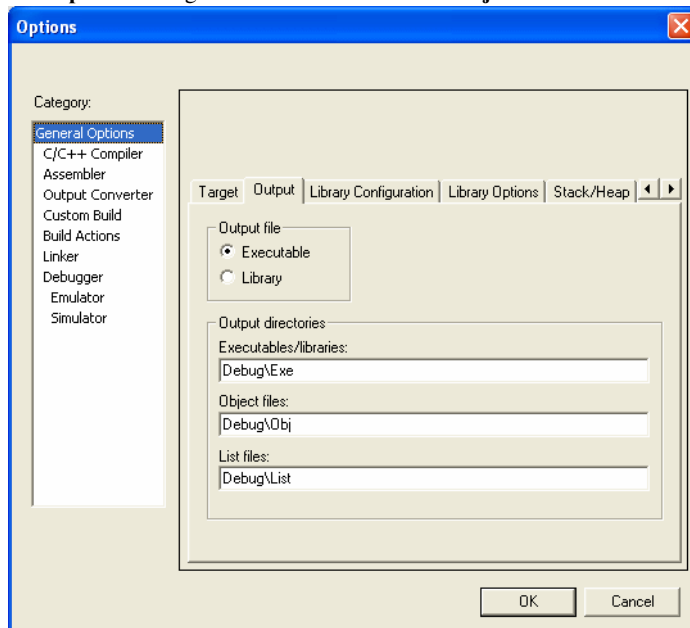 Options
Category:
General Options
C/C++ Compiler
Assembler
Output Converter
Custom Build
Build Actions
Linker
Debugger
Emulator
Simulator
Target Output Library Configuration Library Options Stack/Heap
Output file
Executable
Library
Output directories
Executables/libraries:
Debug\Exe
Object files:
Debug\Obj
List files:
Debug\List
OK Cancel